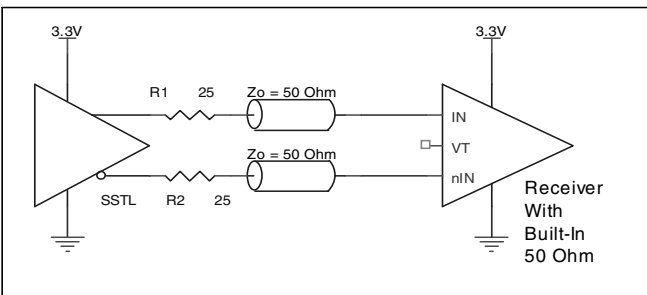 3.3V
3.3V
R1 25
Zo = 50 Ohm
IN
VT
Zo = 50 Ohm
nIN
SSTL
R2 25
Receiver
With
Built-In
50 Ohm